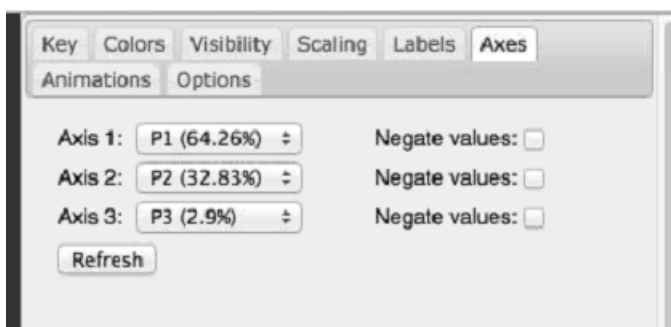 Key Colors Visibility Scaling Labels Axes
Animations Options
Axis 1: P1 (64.26%) Negate values:
Axis 2: P2 (32.83%) Negate values:
Axis 3: P3 (2.9%) Negate values:
Refresh